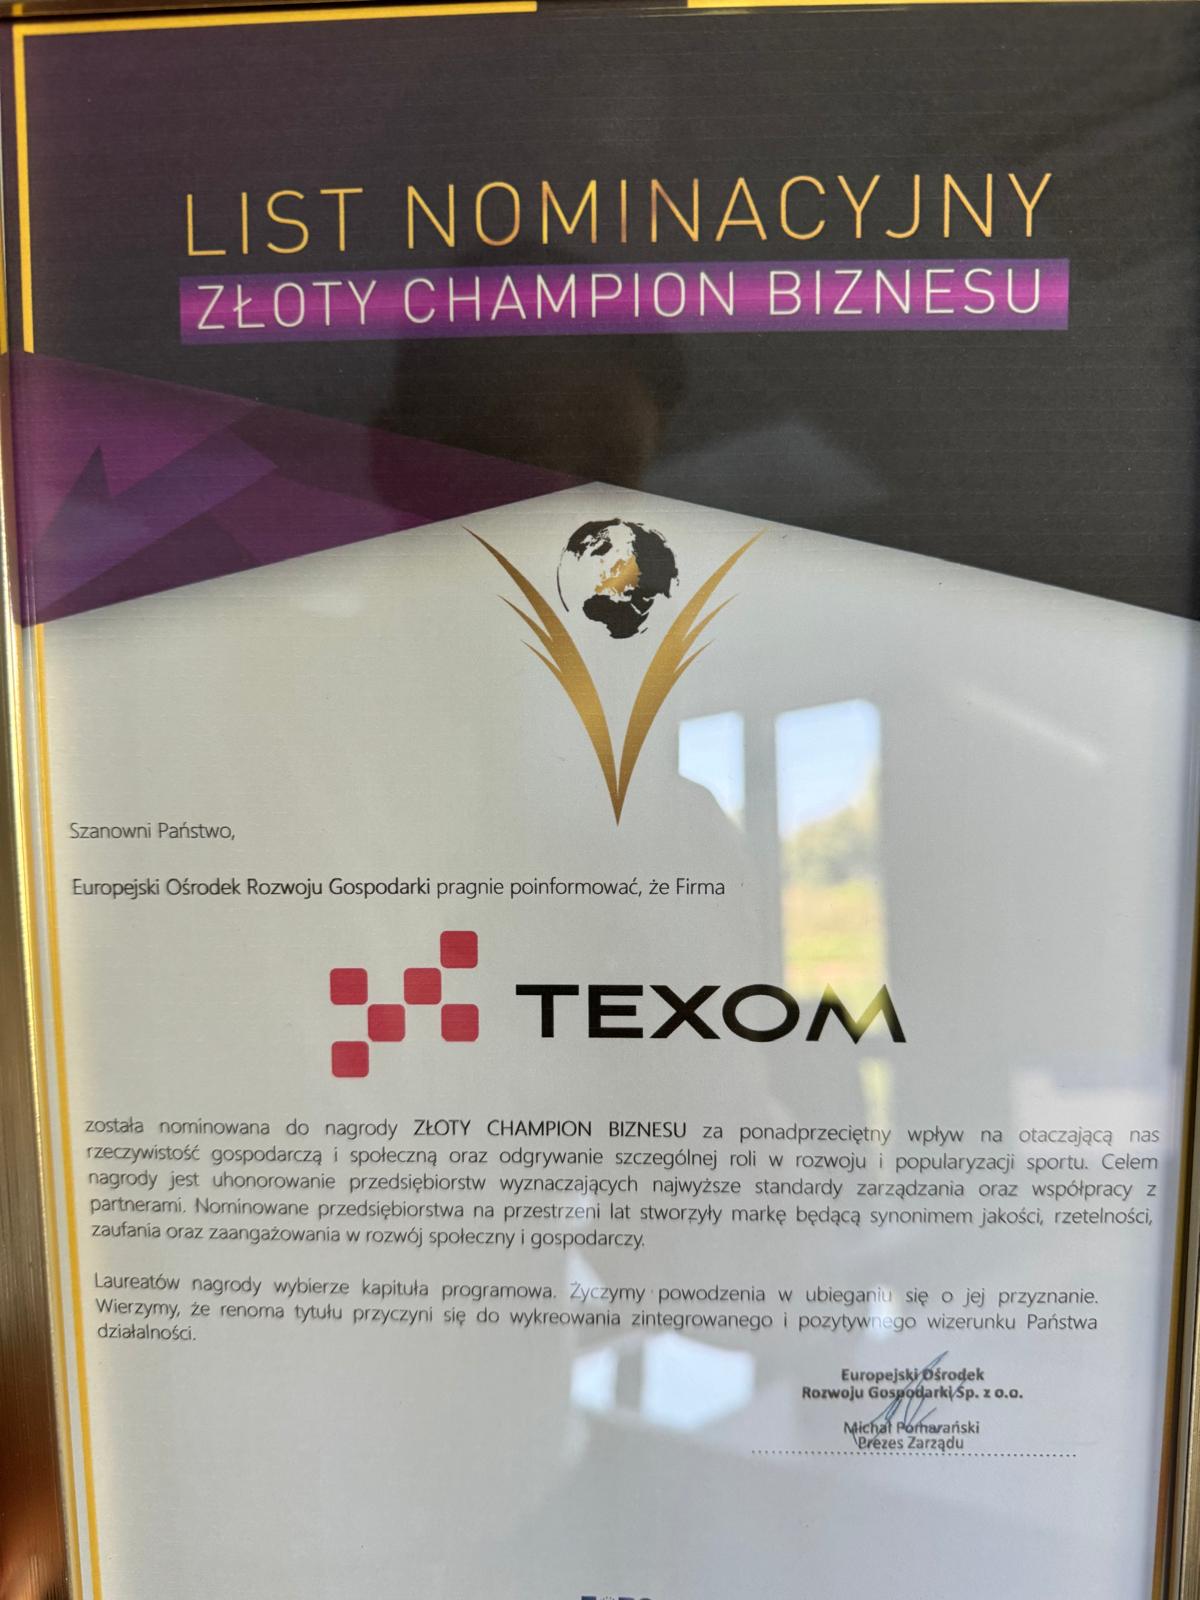 LIST NOMINACYJNY
ZŁOTY CHAMPION BIZNESU
Szanowni Państwo,
Europejski Ośrodek Rozwoju Gospodarki pragnie poinformować, że Firma
TEXOM
została nominowana do nagrody ZŁOTY CHAMPION BIZNESU za ponadprzeciętny wpływ na otaczającą nas
rzeczywistość gospodarczą i społeczną oraz odgrywanie szczególnej roli w rozwoju i popularyzacji sportu. Celem
nagrody jest uhonorowanie przedsiębiorstw wyznaczających najwyższe standardy zarządzania oraz współpracy z
partnerami. Nominowane przedsiębiorstwa na przestrzeni lat stworzyły markę będącą synonimem jakości, rzetelności,
zaufania oraz zaangażowania w rozwój społeczny i gospodarczy.
Laureatów nagrody wybierze kapituła programowa. Życzymy powodzenia w ubieganiu się o jej przyznanie.
Wierzymy, że renoma tytułu przyczyni się do wykreowania zintegrowanego i pozytywnego wizerunku Państwa
działalności.
Europejski Ośrodek
Rozwoju Gospodarki Sp. z o.o.
Michał Pomarański
Prezes Zarządu